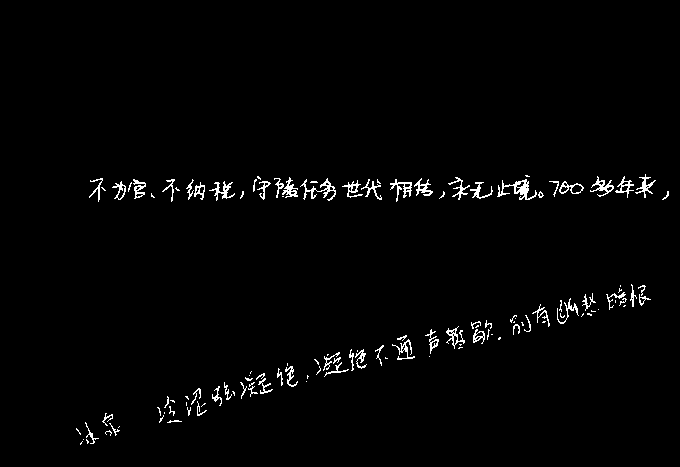 不为官、不纳税,守陵任务世代相传,永无止境。700多年来,
冰泉 冷涩弦凝绝,凝绝不通声暂歇.别有幽愁暗恨